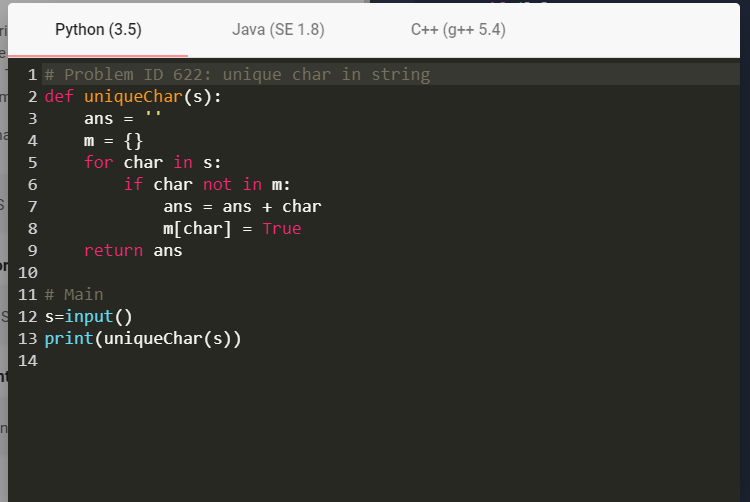 Python (3.5) Java (SE 1.8) C++ (g++ 5.4)
1 # Problem ID 622: unique char in string
2 def uniqueChar(s):
3     ans = ''
4     m = {}
5     for char in s:
6         if char not in m:
7             ans = ans + char
8             m[char] = True
9     return ans
10
11 # Main
12 s=input()
13 print(uniqueChar(s))
14